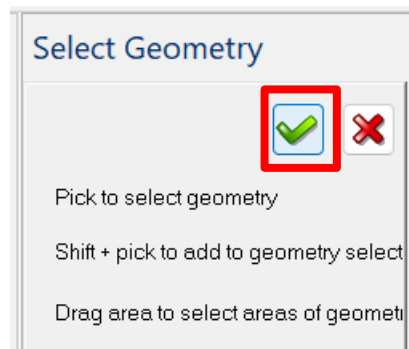 Select Geometry
Pick to select geometry
Shift + pick to add to geometry select
Drag area to select areas of geomet